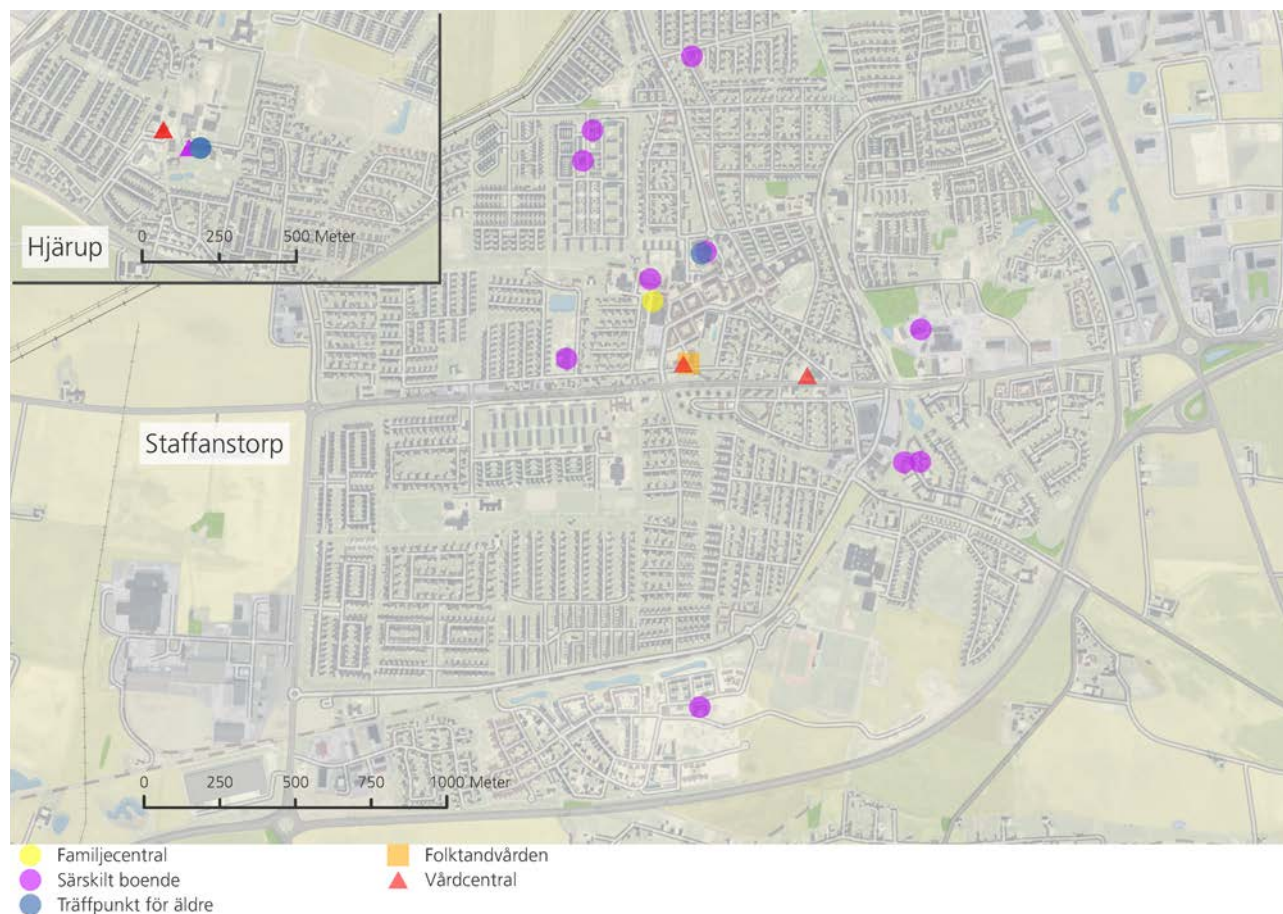 Hjärup
0 250 500 Meter
Staffanstorp
0 250 500 750 1000 Meter
Familjecentral
Särskilt boende
Träffpunkt för äldre
Folktandvården
Vårdcentral